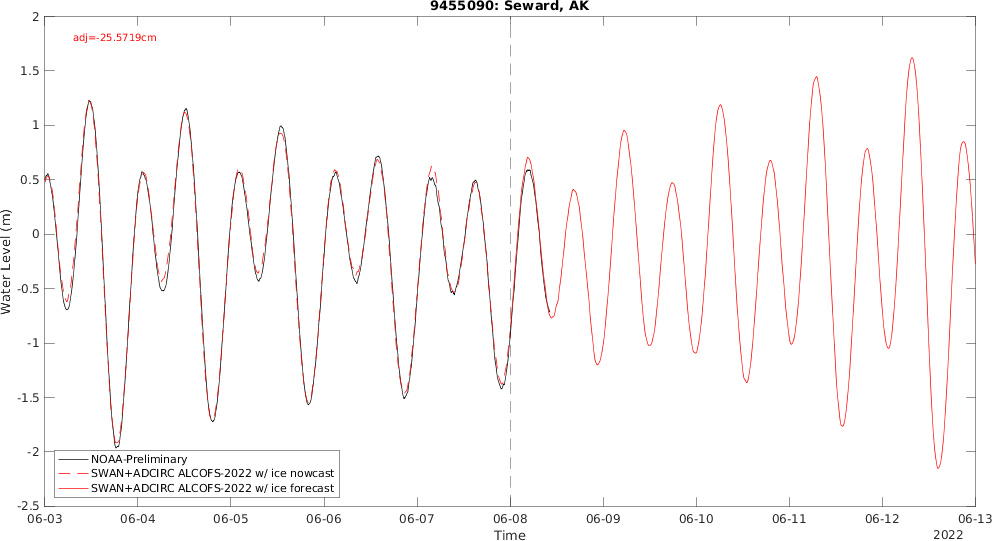 9455090: Seward, AK
adj=-25.5719cm
Water Level (m)
2
1.5
1
0.5
0
-0.5
-1
-1.5
-2
-2.5
NOAA-Preliminary
SWAN+ADCIRC ALCOFS-2022 w/ ice nowcast
SWAN+ADCIRC ALCOFS-2022 w/ ice forecast
06-03 06-04 06-05 06-06 06-07 06-08 06-09 06-10 06-11 06-12 06-13
Time
2022